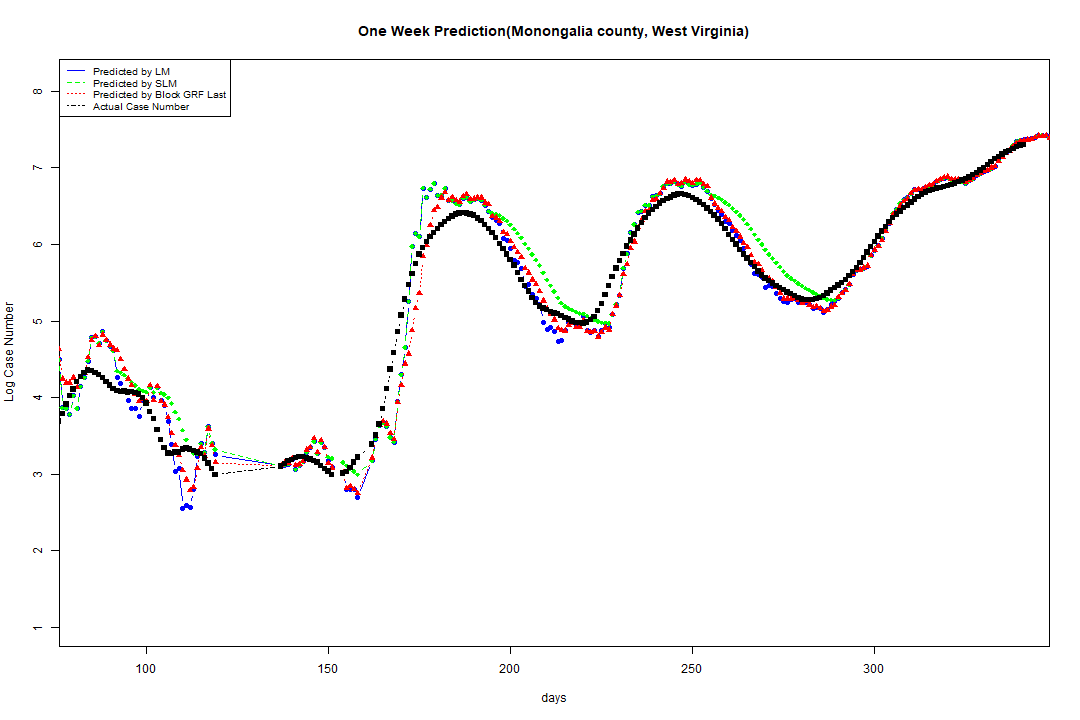 One Week Prediction(Monongalia county, West Virginia)
Predicted by LM
Predicted by SLM
Predicted by Block GRF Last
Actual Case Number
8
7
6
5
4
3
2
1
Log Case Number
100 150 200 250 300
days